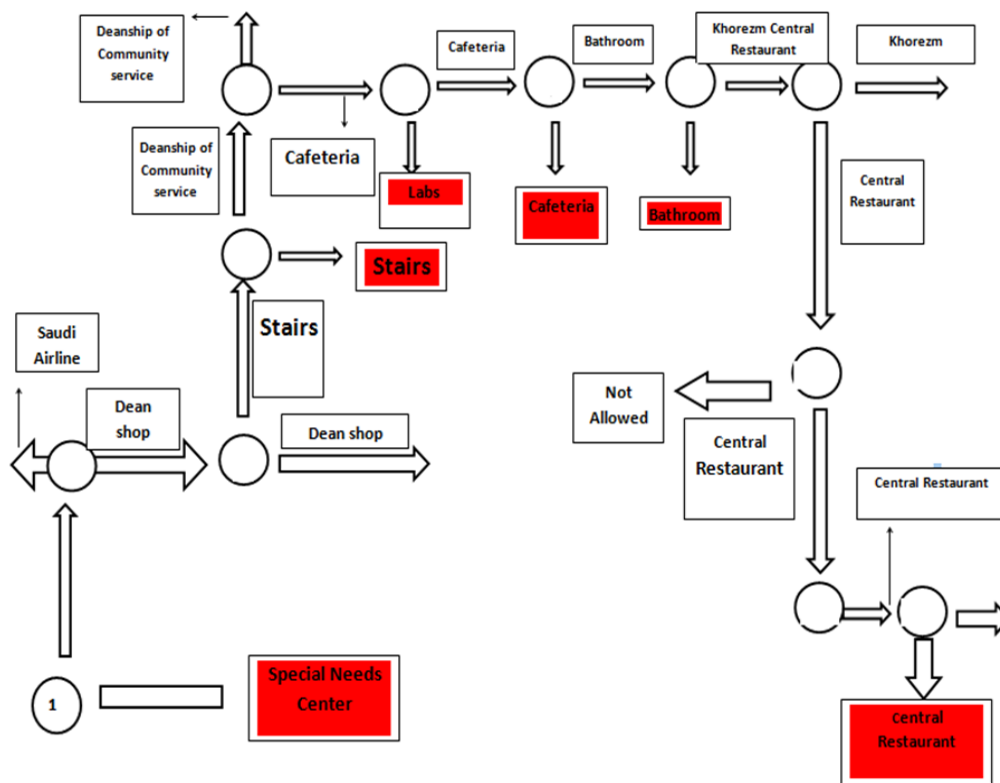 Deanship of
Community
service
Cafeteria
Bathroom
Khorezm Central
Restaurant
Khorezm
Deanship of
Community
service
Cafeteria
Labs
Cafeteria
Bathroom
Central
Restaurant
Stairs
Stairs
Saudi
Airline
Dean
shop
Dean shop
Not
Allowed
Central
Restaurant
Central Restaurant
1
Special Needs
Center
Central
Restaurant